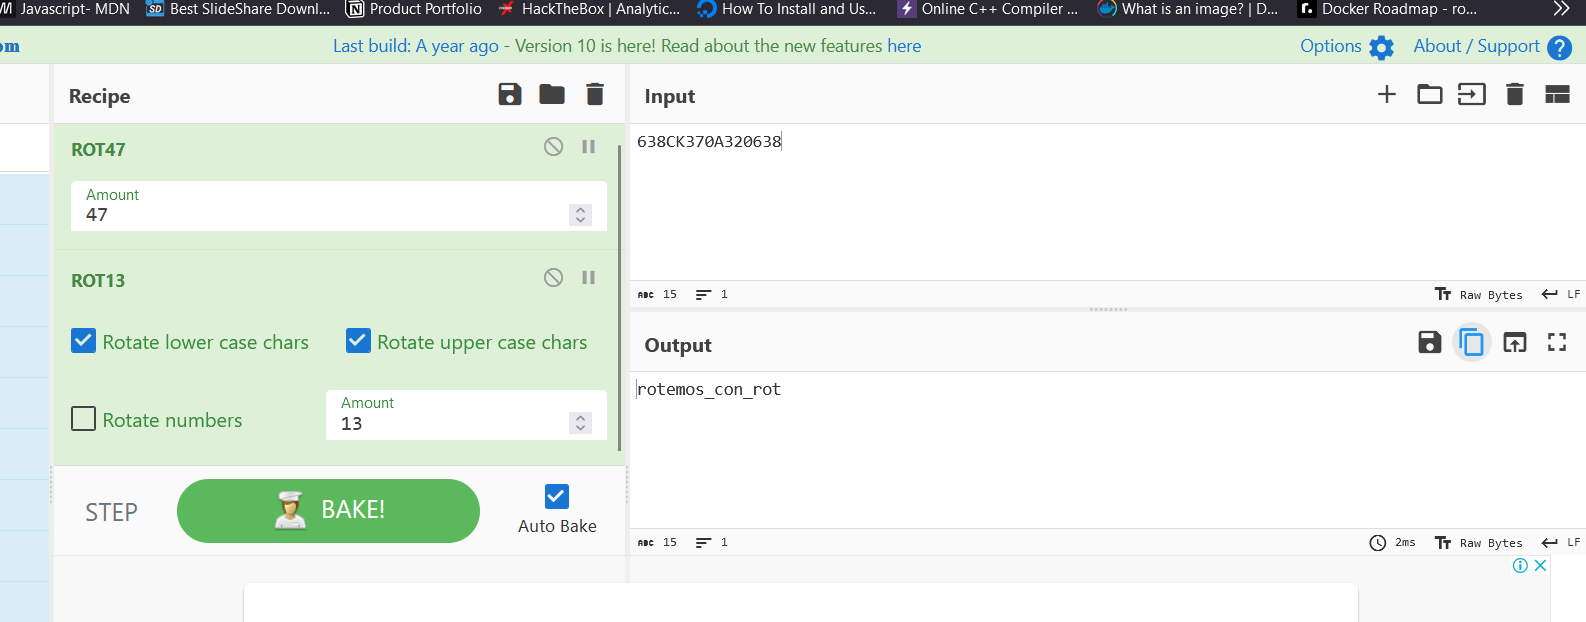 Javascript- MDN
SD Best SlideShare Downl...
Product Portfolio
HackTheBox | Analytic...
How To Install and Us...
Online C++ Compiler ...
What is an image? | D...
r. Docker Roadmap - ro...
om
Last build: A year ago - Version 10 is here! Read about the new features here
Options
About / Support ?
Recipe
ROT47
Amount
47
ROT13
Rotate lower case chars
Rotate upper case chars
Rotate numbers
Amount
13
STEP
BAKE!
Auto Bake
Input
638CK370A320638
ABC 15
1
Tt Raw Bytes
LF
Output
rotemos_con_rot
ABC 15
1
2ms
Tt Raw Bytes
LF